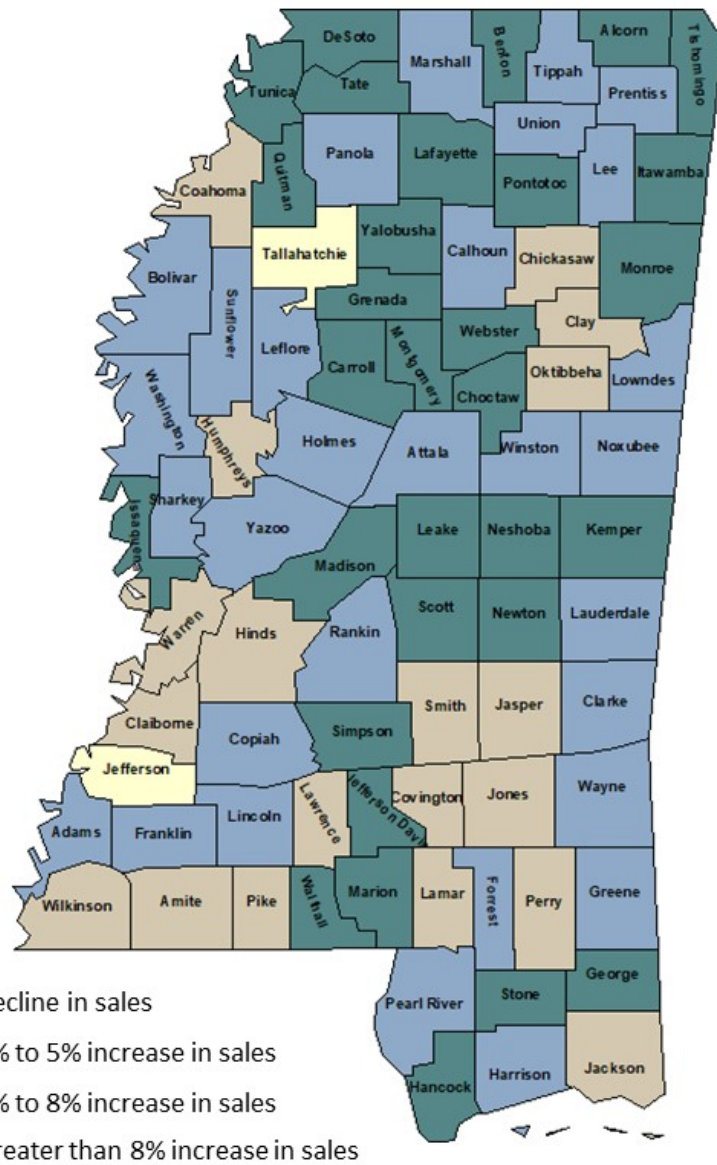 DeSoto
Marshall
Benton
Tippah
Alcorn
Tishomingo
Tunica
Tate
Prentiss
Union
Panola
Lafayette
Pontotoc
Lee
Itawamba
Quitman
Coahoma
Tallahatchie
Yalobusha
Calhoun
Chickasaw
Monroe
Bolivar
Sunflower
Grenada
Clay
Leflore
Carroll
Montgomery
Webster
Oktibbeha
Lowndes
Choctaw
Washington
Humphreys
Holmes
Attala
Winston
Noxubee
Sharkey
Issaquena
Yazoo
Leake
Neshoba
Kemper
Madison
Warren
Hinds
Rankin
Scott
Newton
Lauderdale
Claiborne
Copiah
Simpson
Smith
Jasper
Clarke
Jefferson
Lawrence
Jefferson Davis
Covington
Jones
Wayne
Adams
Franklin
Lincoln
Wilkinson
Amite
Pike
Walthall
Marion
Lamar
Forrest
Perry
Greene
Pearl River
Stone
George
Hancock
Harrison
Jackson
ecline in sales
% to 5% increase in sales
% to 8% increase in sales
reater than 8% increase in sales